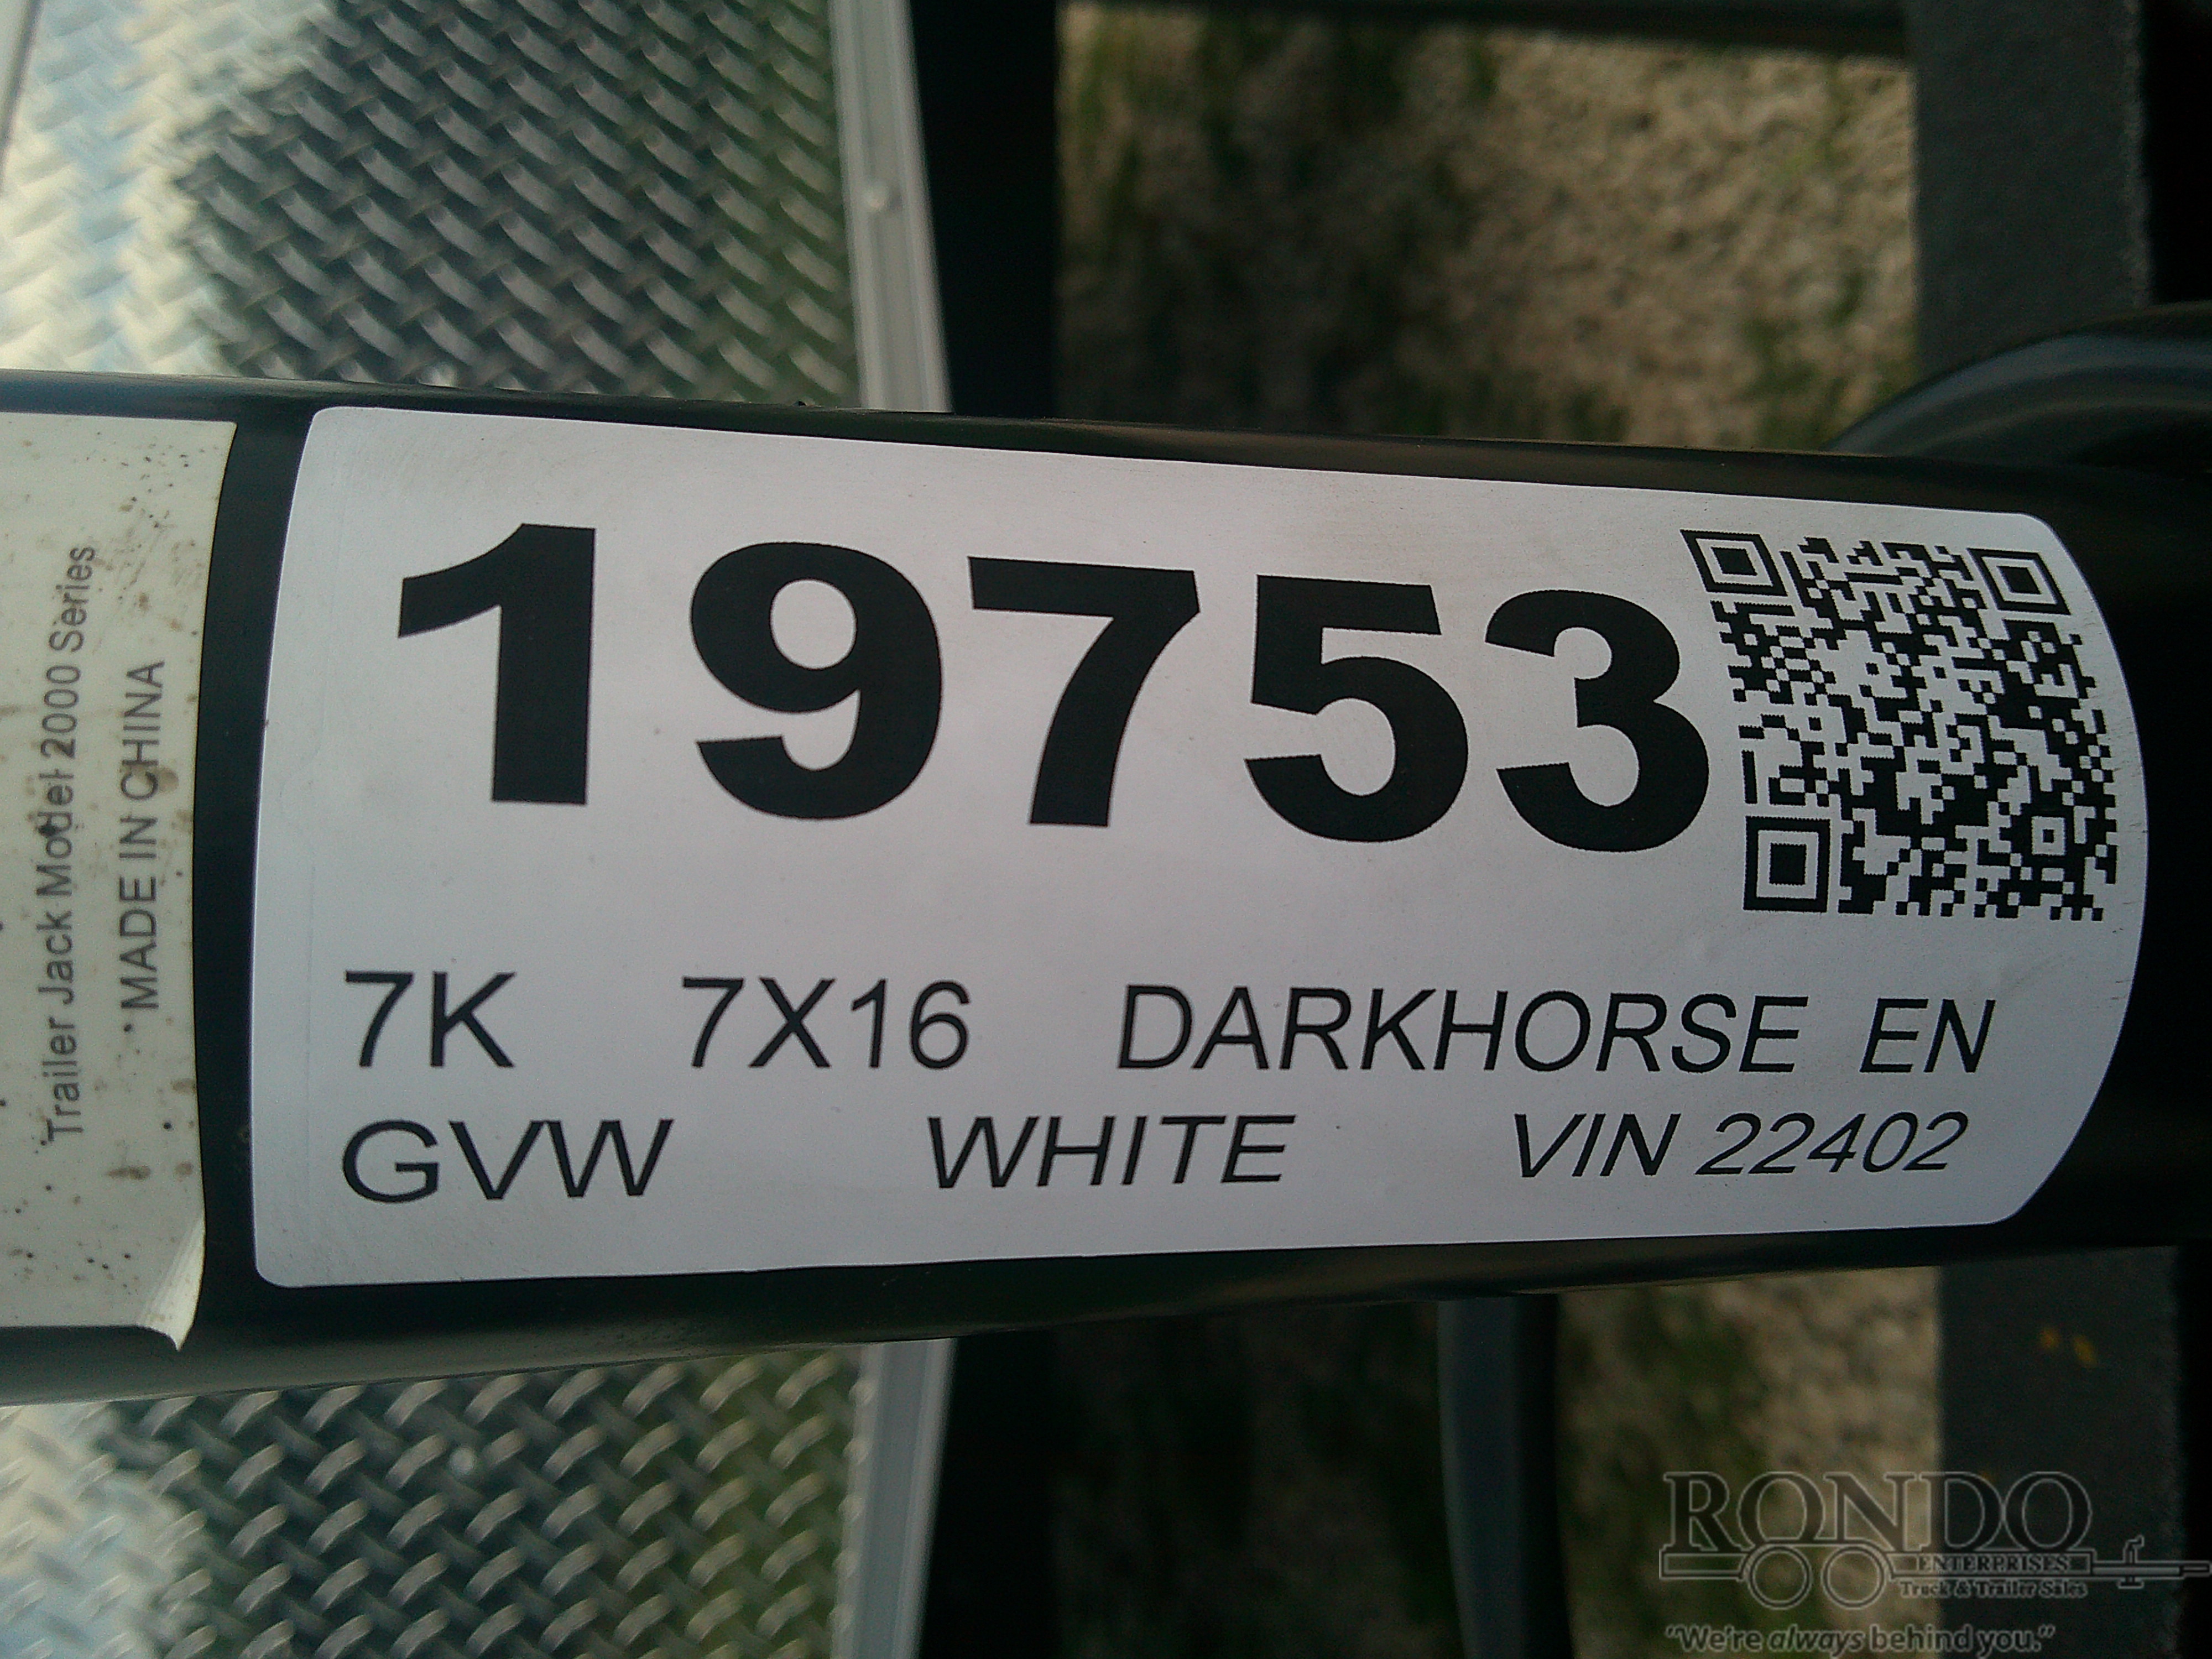 Trailer Jack Model 2000 Series
MADE IN CHINA
19753
7K 7X16 DARKHORSE EN
GVW WHITE VIN 22402
RONDO
ENTERPRISES
Truck & Trailer Sales
"We're always behind you."